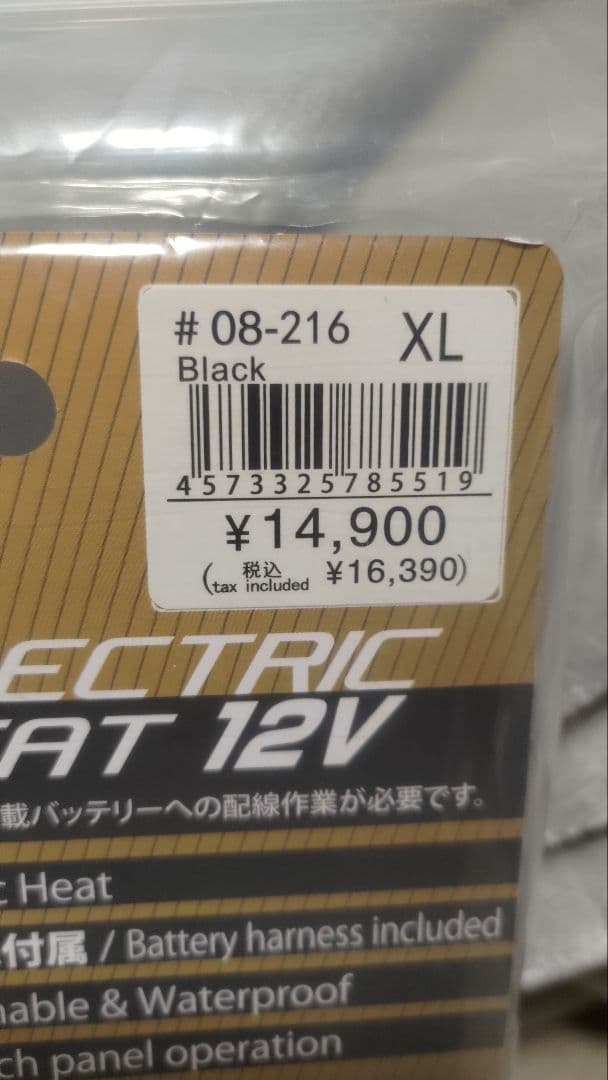 # 08-216 XL
Black
4573325785519
¥14,900
(税込 tax included ¥16,390)
ECTRIC
EAT 12V
載バッテリーへの配線作業が必要です。
c Heat
付属 / Battery harness included
hable & Waterproof
ch panel operation